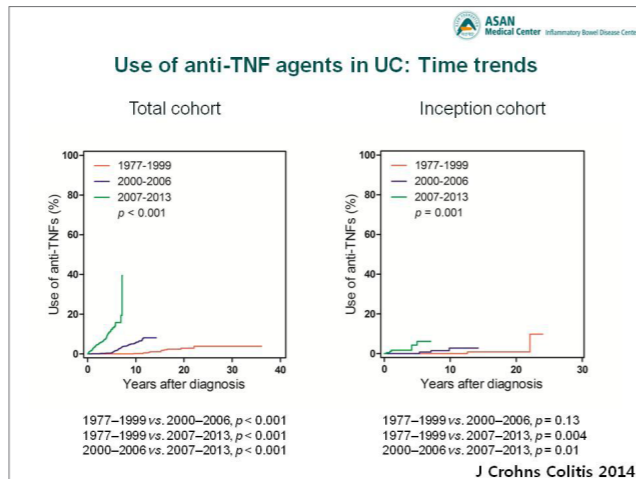 ASAN
Medical Center Inflammatory Bowel Disease Center
Use of anti-TNF agents in UC: Time trends
Total cohort
Use of anti-TNFs (%)
100
80
60
40
20
0
1977-1999
2000-2006
2007-2013
p < 0.001
0 10 20 30 40
Years after diagnosis
1977–1999 vs. 2000–2006, p < 0.001
1977–1999 vs. 2007–2013, p < 0.001
2000–2006 vs. 2007–2013, p < 0.001
Inception cohort
Use of anti-TNFs (%)
100
80
60
40
20
0
1977-1999
2000-2006
2007-2013
p = 0.001
0 10 20 30
Years after diagnosis
1977–1999 vs. 2000–2006, p = 0.13
1977–1999 vs. 2007–2013, p = 0.004
2000–2006 vs. 2007–2013, p = 0.01
J Crohns Colitis 2014